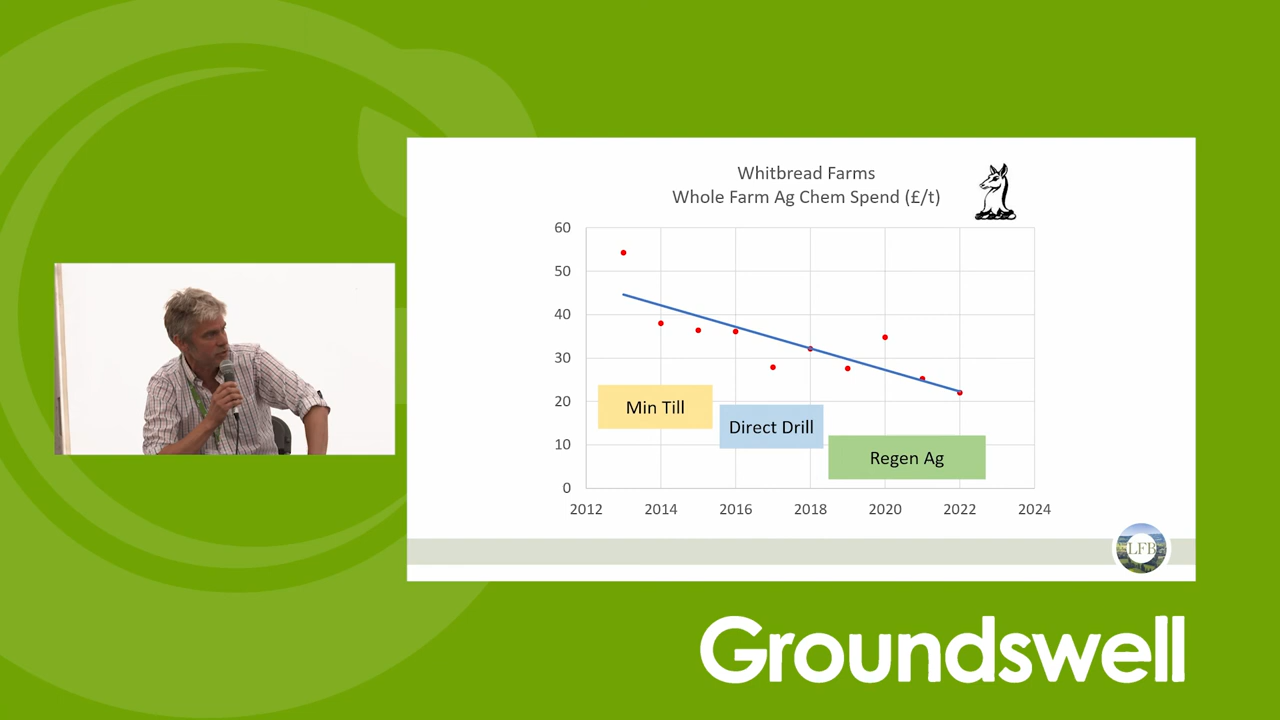 Whitbread Farms
Whole Farm Ag Chem Spend (£/t)
60
50
40
30
20
10
0
Min Till
Direct Drill
Regen Ag
2012 2014 2016 2018 2020 2022 2024
LFB
Groundswell